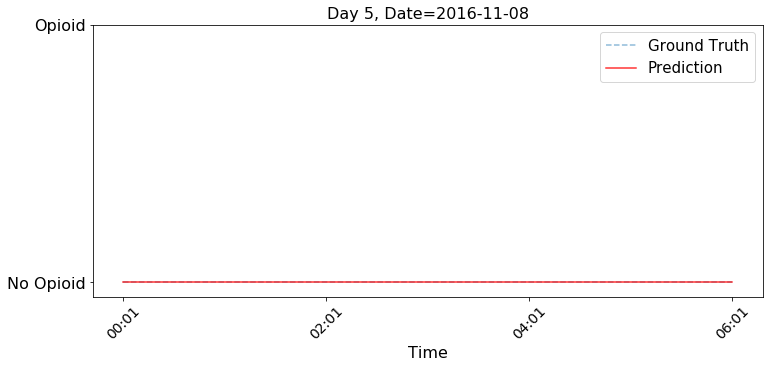 Day 5, Date=2016-11-08
Opioid
Ground Truth
Prediction
No Opioid
00:01
02:01
04:01
06:01
Time